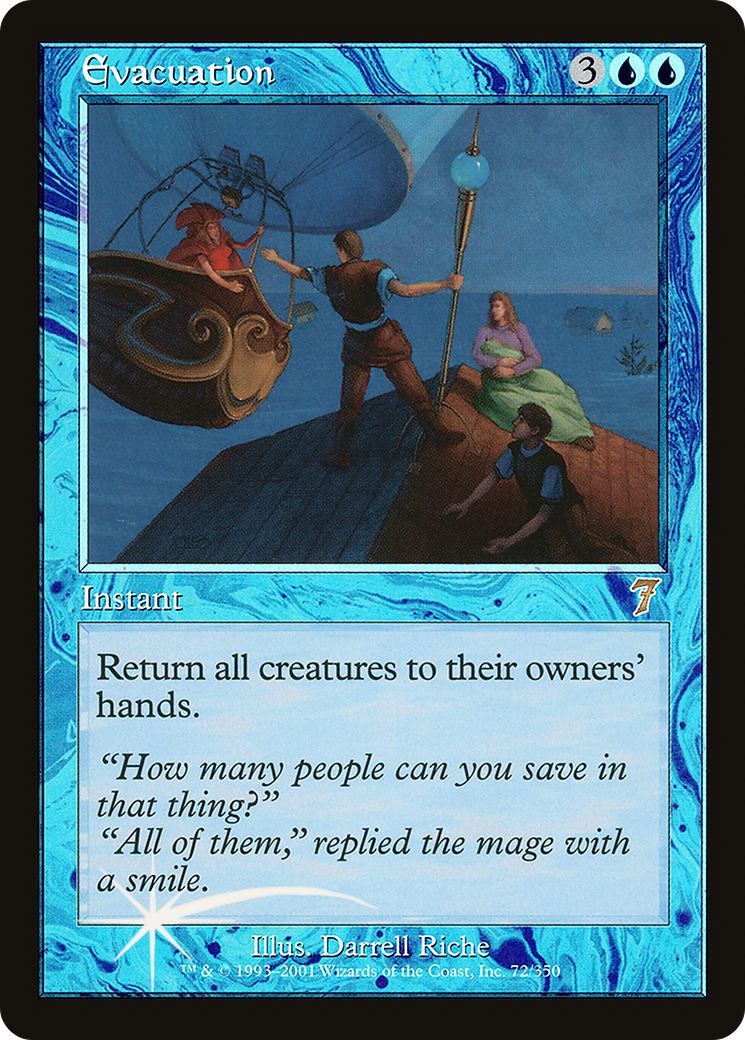 Evacuation 3
Instant 7
Return all creatures to their owners’
hands.
“How many people can you save in
that thing?”
“All of them,” replied the mage with
a smile.
Illus. Darrell Riche
™ & © 1993–2001 Wizards of the Coast, Inc. 72/350